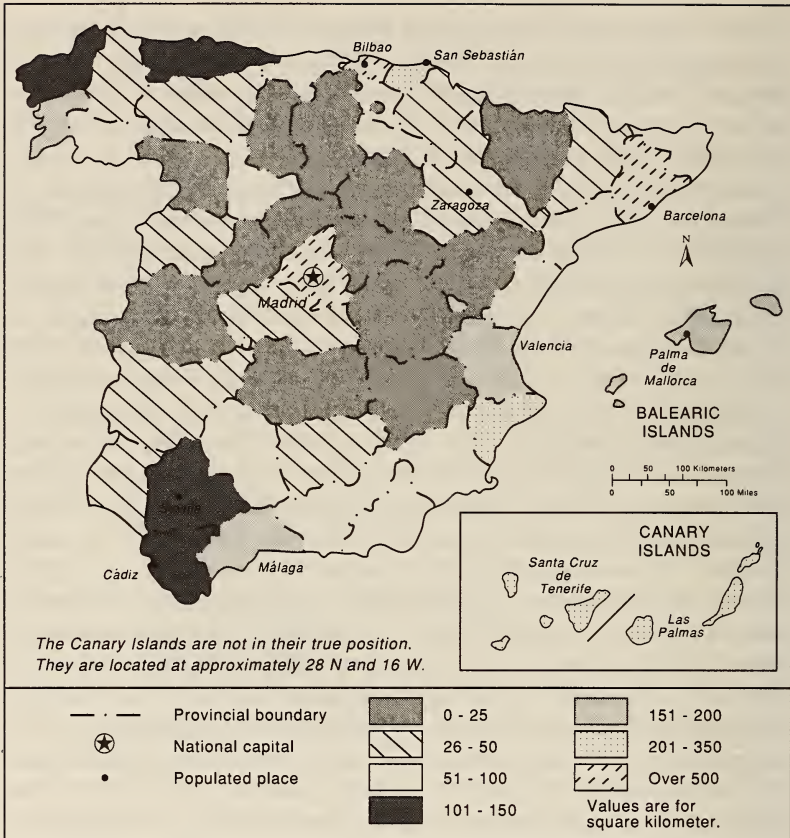 Bilbao
San Sebastián
Zaragoza
Barcelona
N
Madrid
Valencia
Palma
de
Mallorca
BALEARIC
ISLANDS
0 50 100 Kilometers
0 50 100 Miles
CANARY
ISLANDS
Santa Cruz
de
Tenerife
Las
Palmas
Cádiz
Málaga
The Canary Islands are not in their true position.
They are located at approximately 28 N and 16 W.
Provincial boundary
National capital
Populated place
0 - 25
26 - 50
51 - 100
101 - 150
151 - 200
201 - 350
Over 500
Values are for
square kilometer.